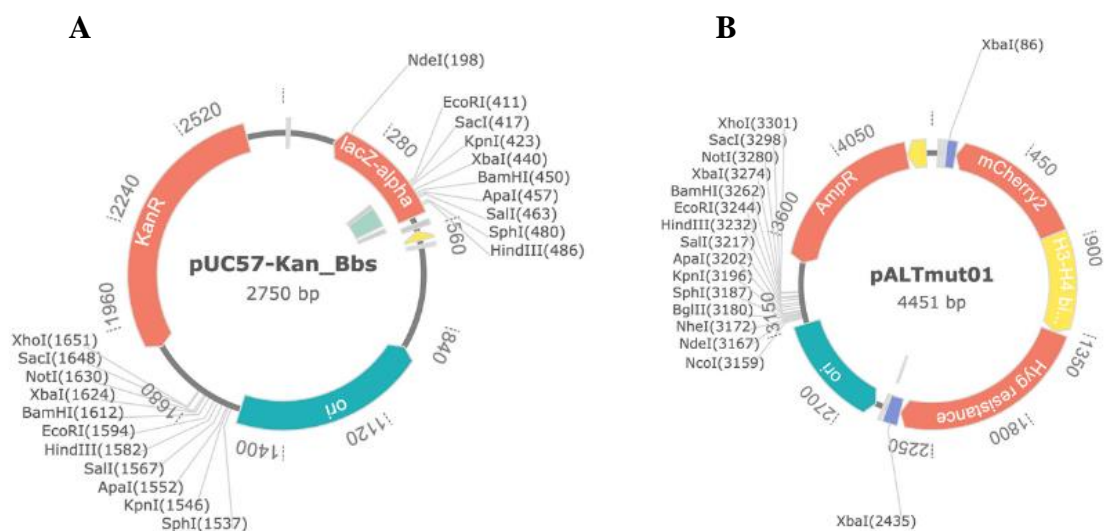 A
NdeI(198)
EcoRI(411)
SacI(417)
KpnI(423)
XbaI(440)
BamHI(450)
ApaI(457)
SalI(463)
SphI(480)
HindIII(486)
lacZ-alpha
280
560
840
ori
1120
1400
1680
1960
2240
2520
KanR
pUC57-Kan_Bbs
2750 bp
XhoI(1651)
SacI(1648)
NotI(1630)
XbaI(1624)
BamHI(1612)
EcoRI(1594)
HindIII(1582)
SalI(1567)
ApaI(1552)
KpnI(1546)
SphI(1537)
B
XbaI(86)
XhoI(3301)
SacI(3298)
NotI(3280)
XbaI(3274)
BamHI(3262)
EcoRI(3244)
HindIII(3232)
SalI(3217)
ApaI(3202)
KpnI(3196)
SphI(3187)
BglII(3180)
NheI(3172)
NdeI(3167)
NcoI(3159)
mCherry2
450
H3-H4 bi...
900
1350
Hyg resistance
1800
2250
ori
2700
3150
3600
AmpR
4050
pALTmut01
4451 bp
XbaI(2435)